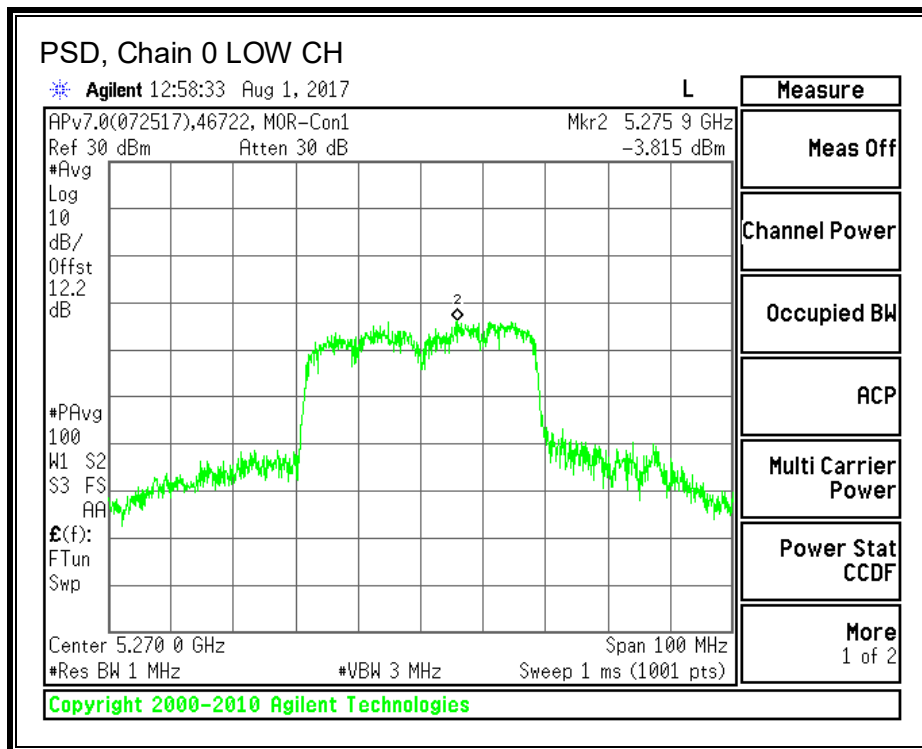 PSD, Chain 0 LOW CH
Agilent 12:58:33 Aug 1, 2017 L
APv7.0(072517),46722, MOR-Con1 Mkr2 5.275 9 GHz
Ref 30 dBm Atten 30 dB -3.815 dBm
#Avg
Log
10
dB/
Offst
12.2
dB
2
#PAvg
100
W1 S2
S3 FS
AA
£(f):
FTun
Swp
Center 5.270 0 GHz Span 100 MHz
#Res BW 1 MHz #VBW 3 MHz Sweep 1 ms (1001 pts)
Measure
Meas Off
Channel Power
Occupied BW
ACP
Multi Carrier
Power
Power Stat
CCDF
More
1 of 2
Copyright 2000-2010 Agilent Technologies